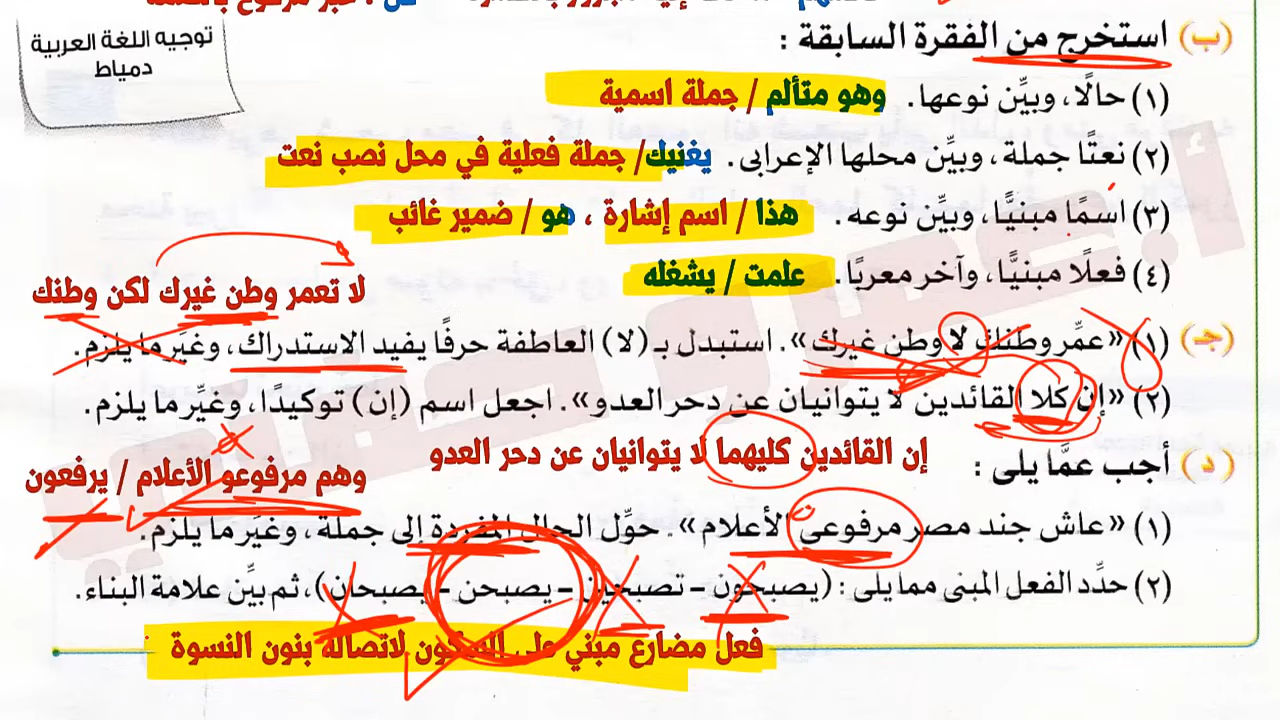 (ب) استخرج من الفقرة السابقة :
توجيه اللغة العربية
دمياط
(١) حالًا، وبيِّن نوعها. وهو متألم / جملة اسمية
(٢) نعتًا جملة، وبيِّن محلها الإعرابى. يغنيك/ جملة فعلية في محل نصب نعت
(٣) اسمًا مبنيًّا، وبيِّن نوعه. هذا / اسم إشارة ، هو / ضمير غائب
(٤) فعلًا مبنيًّا، وآخر معربًا. علمت / يشغله
لا تعمر وطن غيرك لكن وطنك
(جـ) (١) «عمِّر وطنك لا وطن غيرك». استبدل بـ (لا) العاطفة حرفًا يفيد الاستدراك، وغَيِّر ما يلزم.
(٢) «إن كلا القائدين لا يتوانيان عن دحر العدو». اجعل اسم (إن) توكيدًا، وغيِّر ما يلزم.
إن القائدين كليهما لا يتوانيان عن دحر العدو
(د) أجب عمَّا يلى :
وهم مرفوعو الأعلام / يرفعون
(١) «عاش جند مصر مرفوعى الأعلام». حوِّل الحال المفردة إلى جملة، وغيِّر ما يلزم.
(٢) حدِّد الفعل المبنى مما يلى : (يصبحون – تصبحين – يصبحن – يصبحان)، ثم بيِّن علامة البناء.
فعل مضارع مبني على السكون لاتصاله بنون النسوة